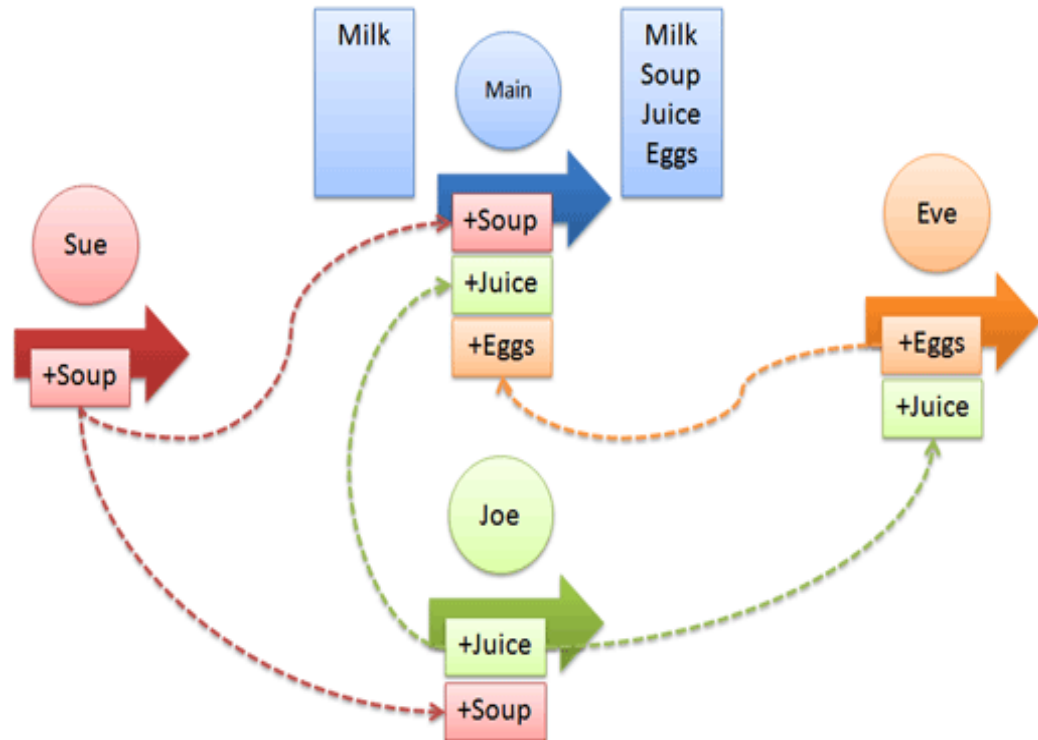 Milk
Main
Milk
Soup
Juice
Eggs
Sue
+Soup
+Soup
+Juice
+Eggs
Eve
+Eggs
+Juice
Joe
+Juice
+Soup